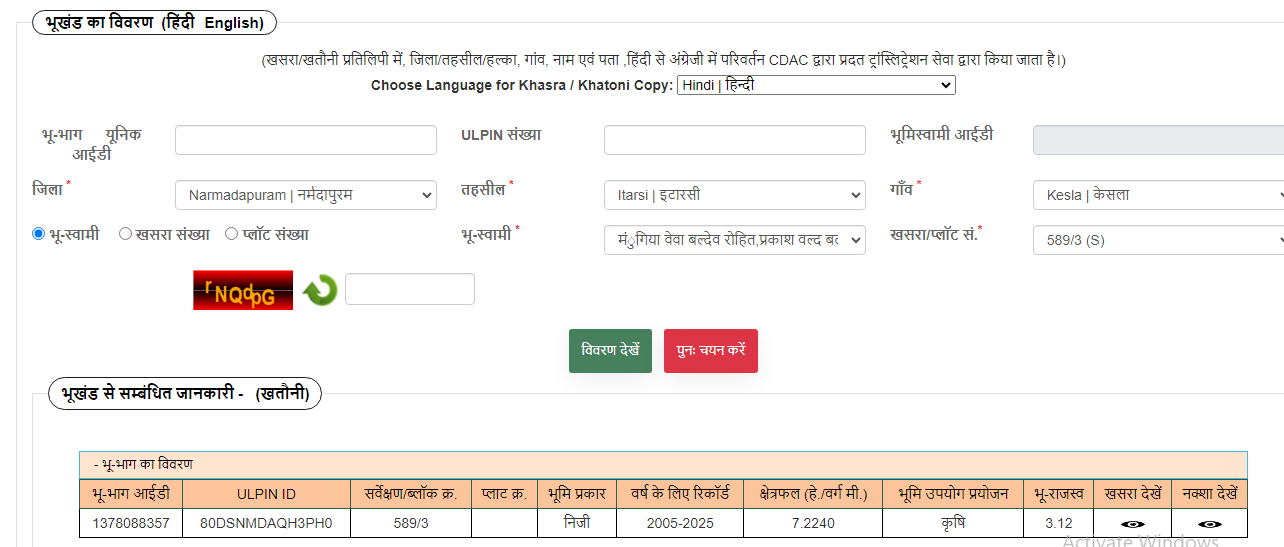 भूखंड का विवरण (हिंदी English)
(खसरा/खतौनी प्रतिलिपी में, जिला/तहसील/हल्का, गांव, नाम एवं पता ,हिंदी से अंग्रेजी में परिवर्तन CDAC द्वारा प्रदत ट्रांस्लिट्रेशन सेवा द्वारा किया जाता है।)
Choose Language for Khasra / Khatoni Copy: Hindi | हिन्दी
भू-भाग यूनिक आईडी ULPIN संख्या भूमिस्वामी आईडी
जिला * Narmadapuram | नर्मदापुरम तहसील * Itarsi | इटारसी गाँव * Kesla | केसला
भू-स्वामी खसरा संख्या प्लॉट संख्या भू-स्वामी * मंुगिया वेवा बल्देव रोहित,प्रकाश वल्द खसरा/प्लॉट सं.* 589/3 (S)
rNQdpG
विवरण देखें पुनः चयन करें
भूखंड से सम्बंधित जानकारी - (खतौनी)
- भू-भाग का विवरण
भू-भाग आईडी ULPIN ID सर्वेक्षण/ब्लॉक क्र. प्लाट क्र. भूमि प्रकार वर्ष के लिए रिकॉर्ड क्षेत्रफल (हे./वर्ग मी.) भूमि उपयोग प्रयोजन भू-राजस्व खसरा देखें नक्शा देखें
1378088357 80DSNMDAQH3PH0 589/3 निजी 2005-2025 7.2240 कृषि 3.12
Activate Windows